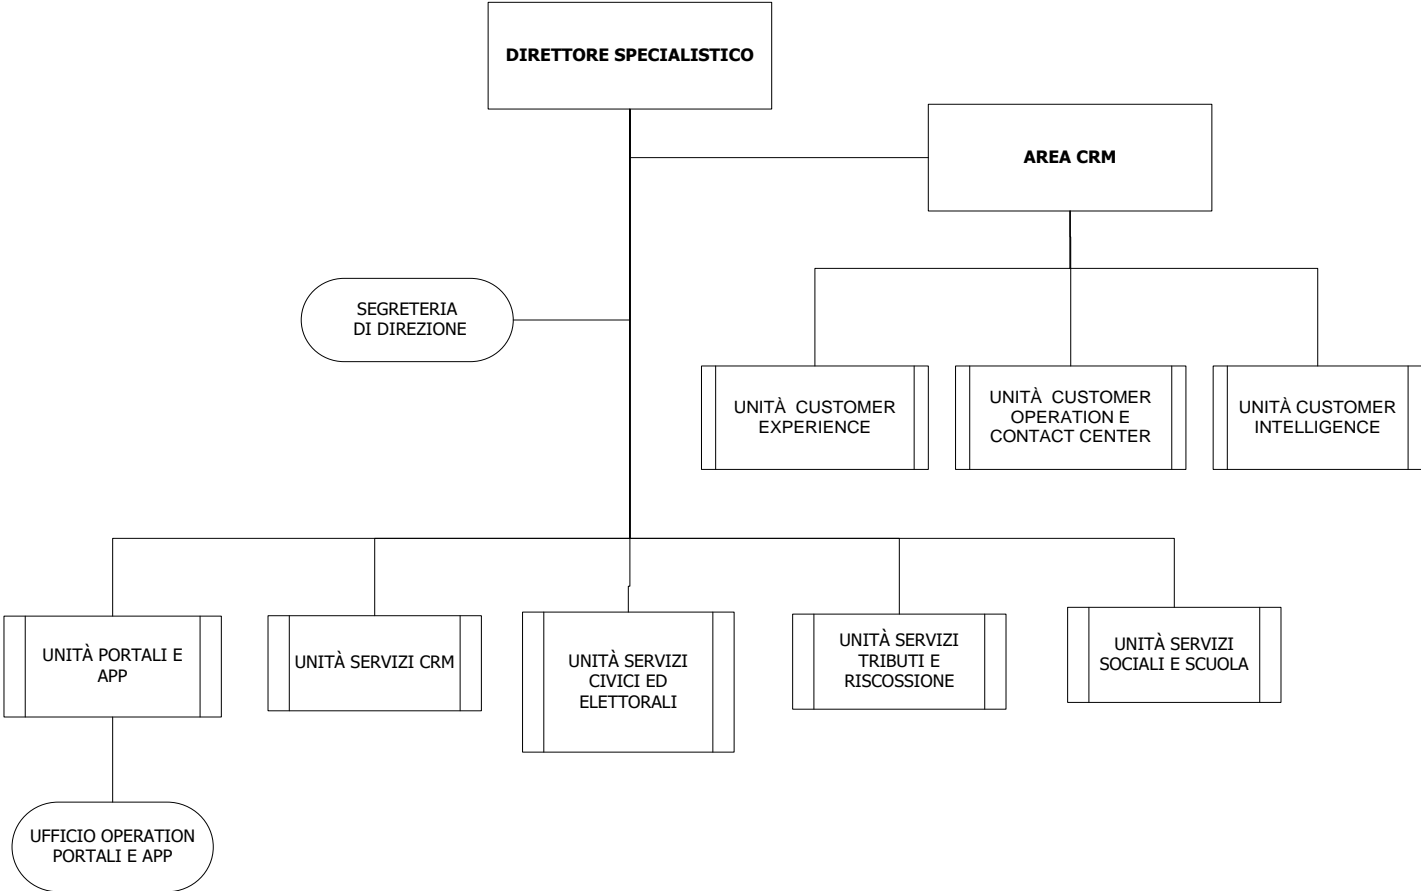 DIRETTORE SPECIALISTICO
AREA CRM
SEGRETERIA
DI DIREZIONE
UNITÀ CUSTOMER
EXPERIENCE
UNITÀ CUSTOMER
OPERATION E
CONTACT CENTER
UNITÀ CUSTOMER
INTELLIGENCE
UNITÀ PORTALI E
APP
UNITÀ SERVIZI CRM
UNITÀ SERVIZI
CIVICI ED
ELETTORALI
UNITÀ SERVIZI
TRIBUTI E
RISCOSSIONE
UNITÀ SERVIZI
SOCIALI E SCUOLA
UFFICIO OPERATION
PORTALI E APP